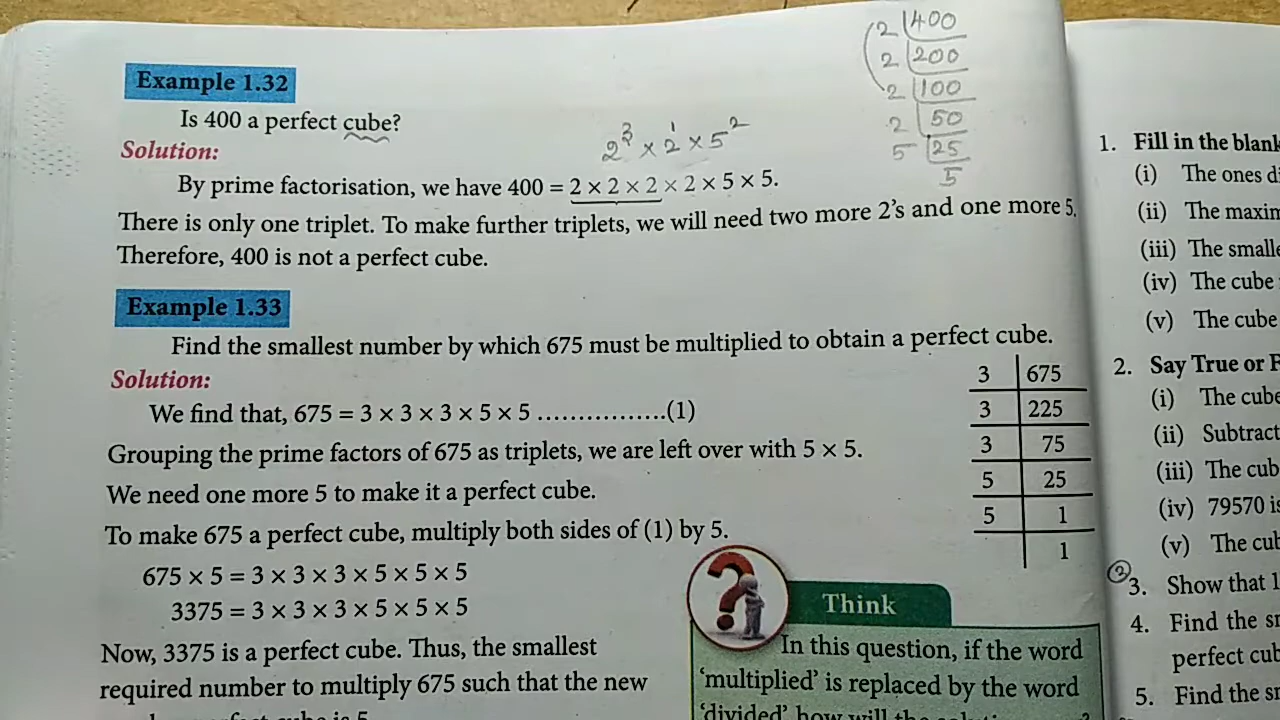 Example 1.32
Is 400 a perfect cube?
Solution:
2³ × 2¹ × 5²
By prime factorisation, we have 400 = 2 × 2 × 2 × 2 × 5 × 5.
There is only one triplet. To make further triplets, we will need two more 2's and one more 5.
Therefore, 400 is not a perfect cube.
2 400
2 200
2 100
2 50
5 25
5
Example 1.33
Find the smallest number by which 675 must be multiplied to obtain a perfect cube.
Solution:
We find that, 675 = 3 × 3 × 3 × 5 × 5 ................(1)
Grouping the prime factors of 675 as triplets, we are left over with 5 × 5.
We need one more 5 to make it a perfect cube.
To make 675 a perfect cube, multiply both sides of (1) by 5.
675 × 5 = 3 × 3 × 3 × 5 × 5 × 5
3375 = 3 × 3 × 3 × 5 × 5 × 5
Now, 3375 is a perfect cube. Thus, the smallest
required number to multiply 675 such that the new
3 675
3 225
3 75
5 25
5 1
1
Think
In this question, if the word
'multiplied' is replaced by the word
'divided' how will the
1. Fill in the blank
(i) The ones
(ii) The
(iii) The
(iv) The cube
(v) The cube
2. Say True or
(i) The
(ii) Subtract
(iii) The
(iv) 79570
(v) The
3. Show that 1
4. Find the
perfect
5. Find the